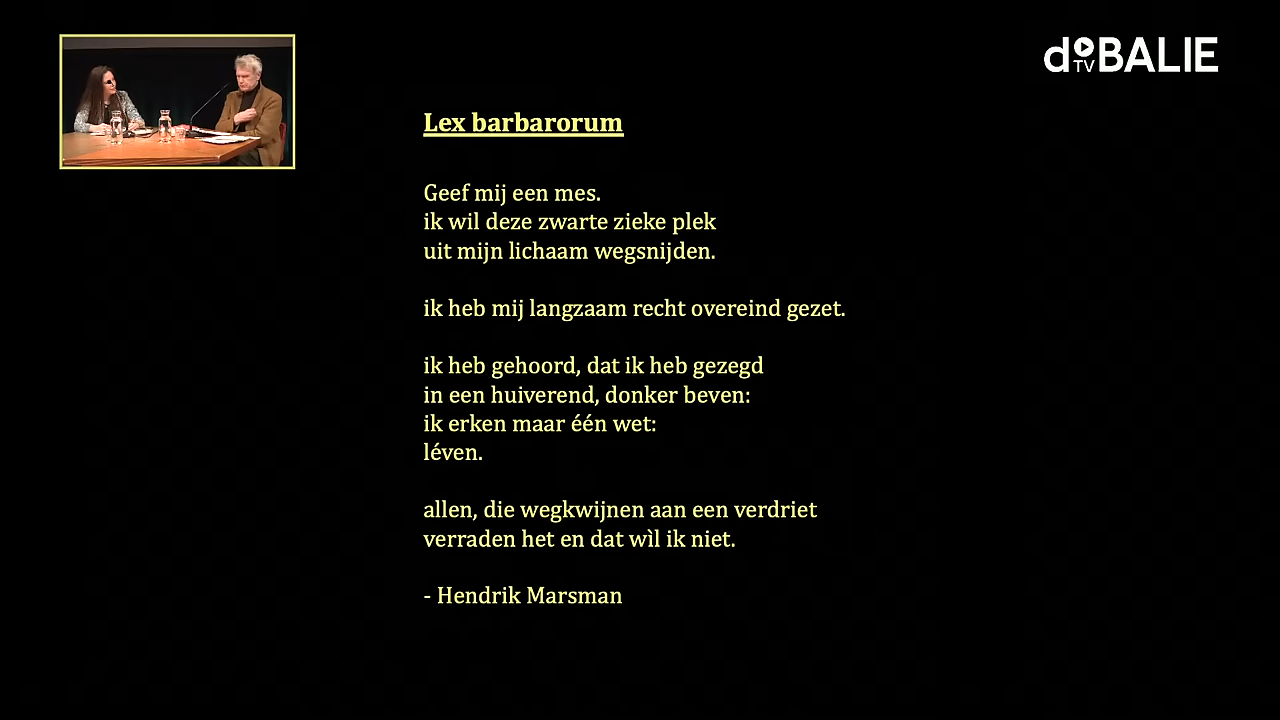 doBALIE
TV
Lex barbarorum
Geef mij een mes.
ik wil deze zwarte zieke plek
uit mijn lichaam wegsnijden.
ik heb mij langzaam recht overeind gezet.
ik heb gehoord, dat ik heb gezegd
in een huiverend, donker beven:
ik erken maar één wet:
léven.
allen, die wegkwijnen aan een verdriet
verraden het en dat wìl ik niet.
- Hendrik Marsman